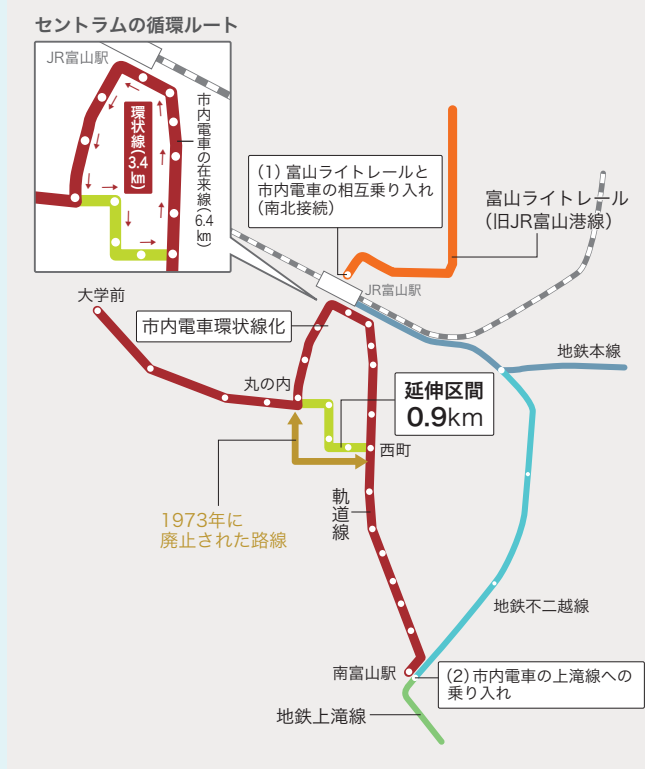 セントラムの循環ルート
JR富山駅
環状線(3.4km)
市内電車の在来線(6.4km)
(1) 富山ライトレールと
市内電車の相互乗り入れ
(南北接続)
富山ライトレール
(旧JR富山港線)
JR富山駅
大学前
市内電車環状線化
地鉄本線
丸の内
延伸区間
0.9km
西町
軌道線
1973年に
廃止された路線
地鉄不二越線
南富山駅
(2) 市内電車の上滝線への
乗り入れ
地鉄上滝線